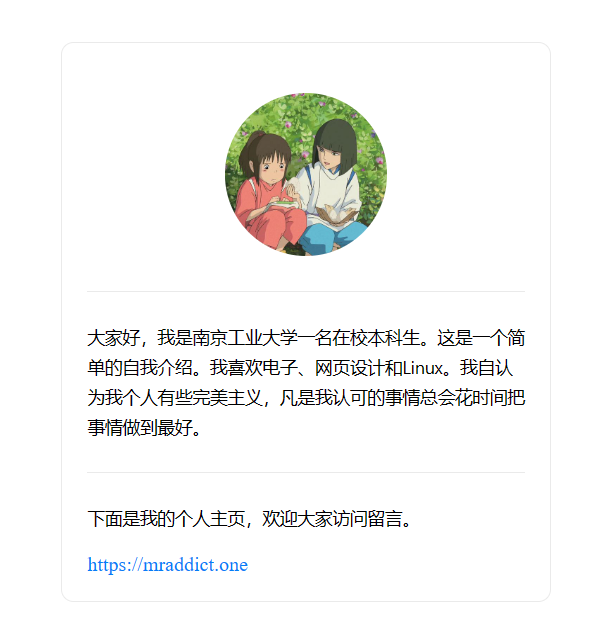 大家好，我是南京工业大学一名在校本科生。这是一个简
单的自我介绍。我喜欢电子、网页设计和Linux。我自认
为我个人有些完美主义，凡是我认可的事情总会花时间把
事情做到最好。
下面是我的个人主页，欢迎大家访问留言。
https://mraddict.one